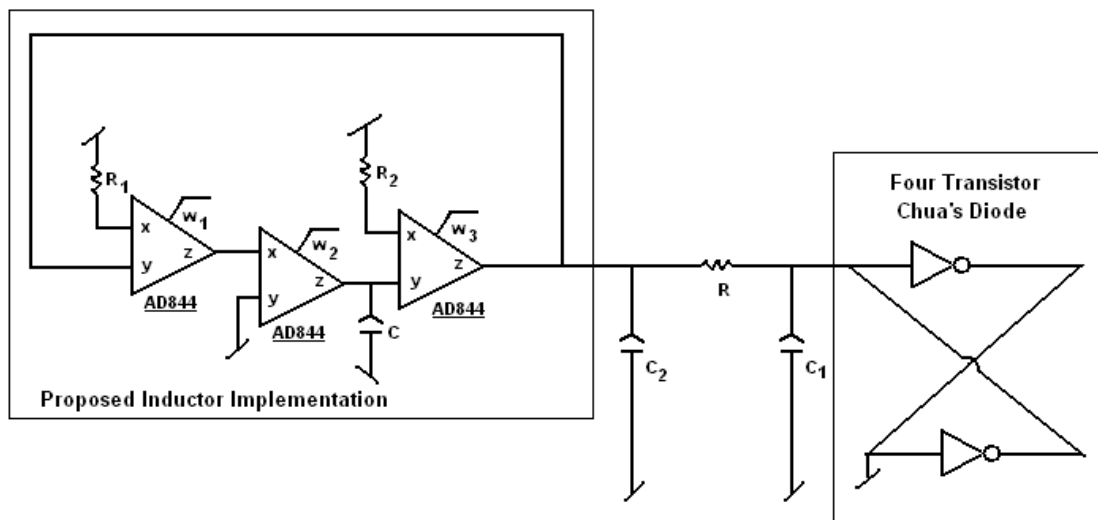 R1
x
y
z
w1
AD844
x
y
z
w2
AD844
C
R2
x
y
z
w3
AD844
Proposed Inductor Implementation
C2
R
C1
Four Transistor
Chua's Diode